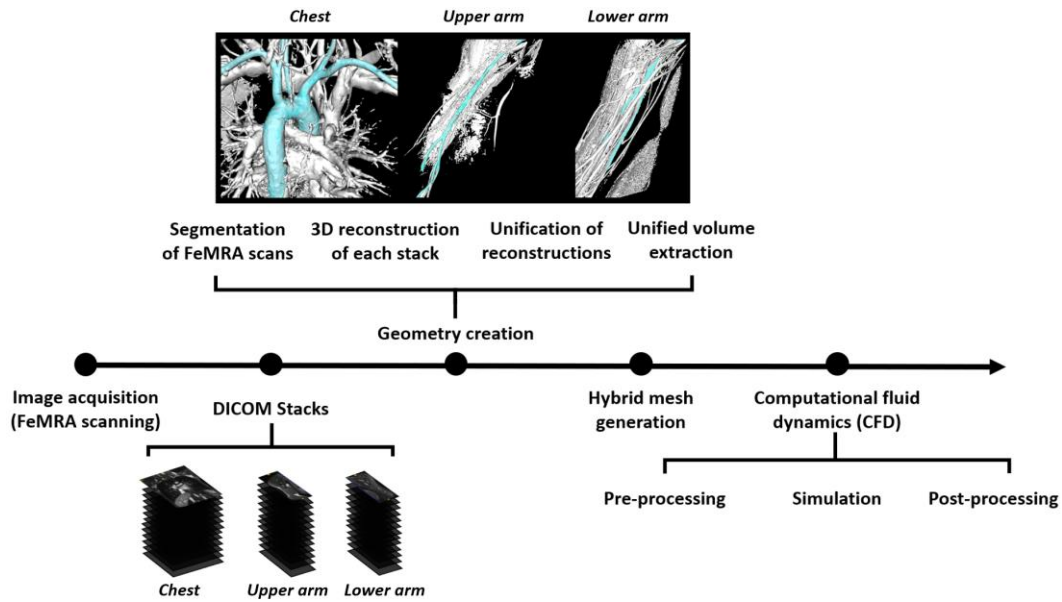 Chest
Upper arm
Lower arm
Segmentation
of FeMRA scans
3D reconstruction
of each stack
Unification of
reconstructions
Unified volume
extraction
Geometry creation
Image acquisition
(FeMRA scanning)
DICOM Stacks
Hybrid mesh
generation
Computational fluid
dynamics (CFD)
Pre-processing
Simulation
Post-processing
Chest
Upper arm
Lower arm